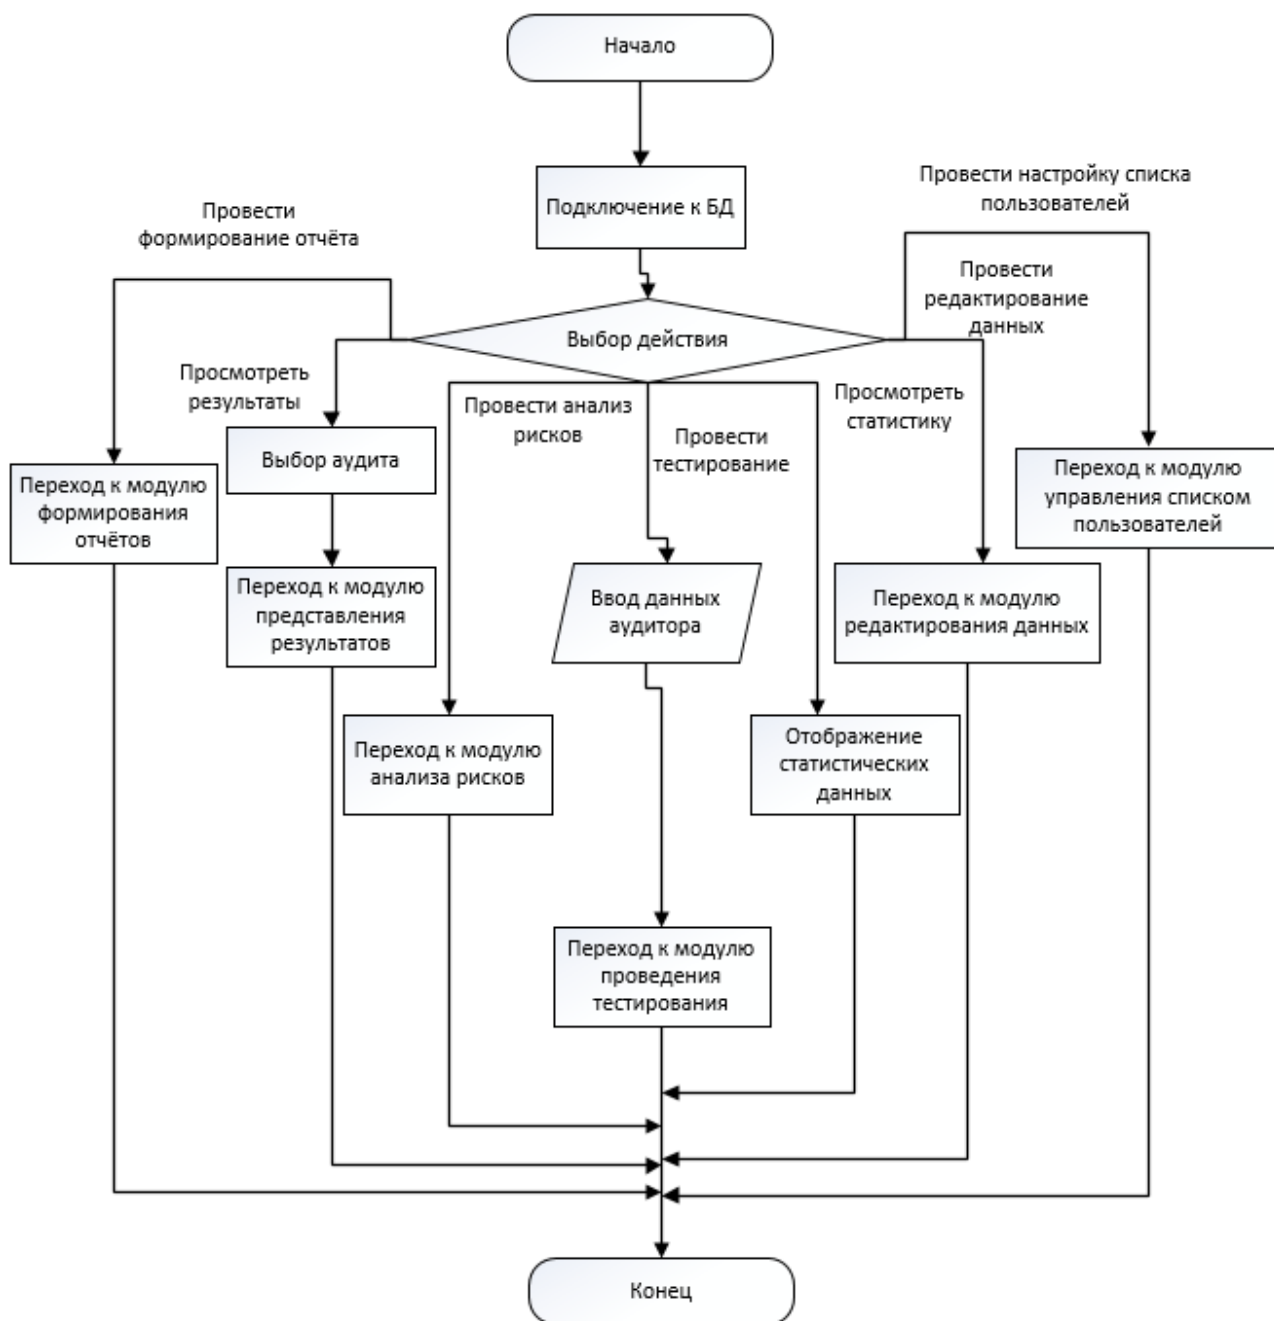 Начало
Подключение к БД
Провести настройку списка
пользователей
Провести
формирование отчёта
Провести
редактирование
данных
Выбор действия
Просмотреть
результаты
Провести анализ
рисков
Провести
тестирование
Просмотреть
статистику
Выбор аудита
Переход к модулю
формирования
отчётов
Переход к модулю
управления списком
пользователей
Переход к модулю
представления
результатов
Ввод данных
аудитора
Переход к модулю
редактирования данных
Переход к модулю
анализа рисков
Отображение
статистических
данных
Переход к модулю
проведения
тестирования
Конец